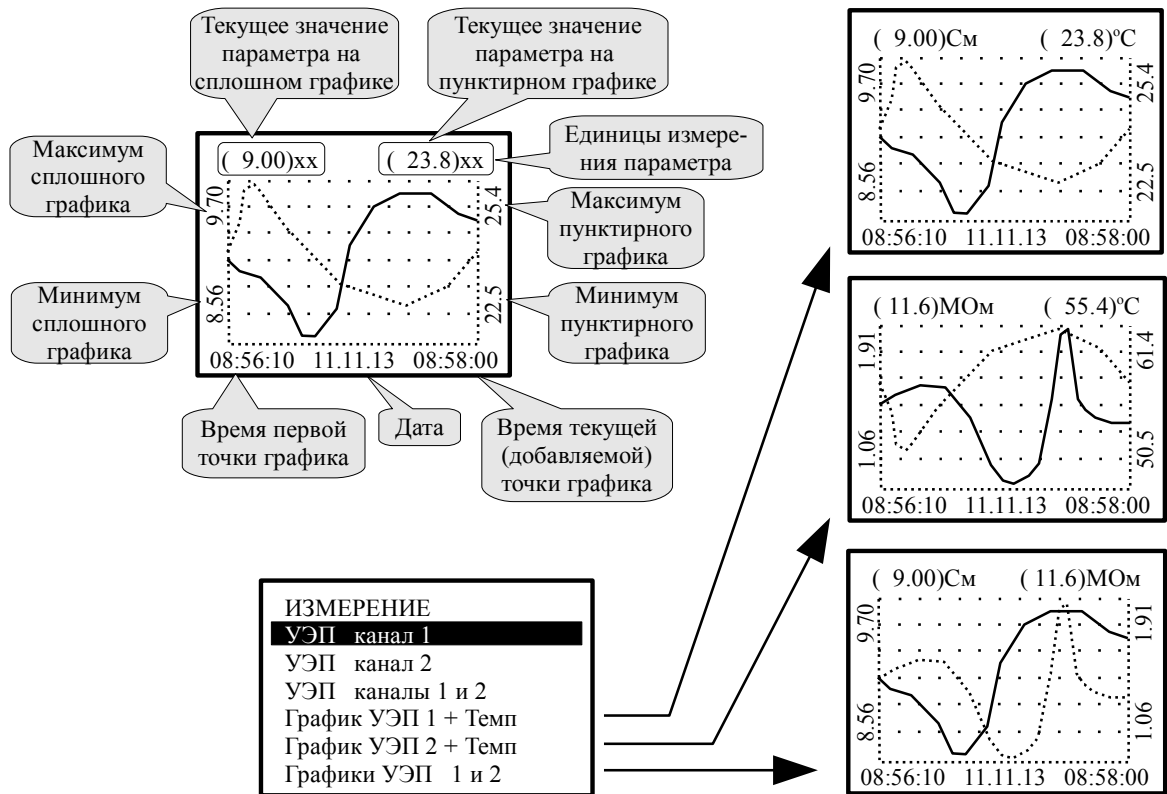 Текущее значение
параметра на
сплошном графике
Текущее значение
параметра на
пунктирном графике
Единицы измере-
ния параметра
Максимум
сплошного
графика
Минимум
сплошного
графика
( 9.00)xx
( 23.8)xx
9.70
8.56
25.4
22.5
08:56:10 11.11.13 08:58:00
Максимум
пунктирного
графика
Минимум
пунктирного
графика
Время первой
точки графика
Дата
Время текущей
(добавляемой)
точки графика
( 9.00)См ( 23.8)ºС
9.70
8.56
25.4
22.5
08:56:10 11.11.13 08:58:00
( 11.6)МОм ( 55.4)ºС
1.91
1.06
61.4
50.5
08:56:10 11.11.13 08:58:00
( 9.00)См ( 11.6)МОм
9.70
8.56
1.91
1.06
08:56:10 11.11.13 08:58:00
ИЗМЕРЕНИЕ
УЭП канал 1
УЭП канал 2
УЭП каналы 1 и 2
График УЭП 1 + Темп
График УЭП 2 + Темп
Графики УЭП 1 и 2